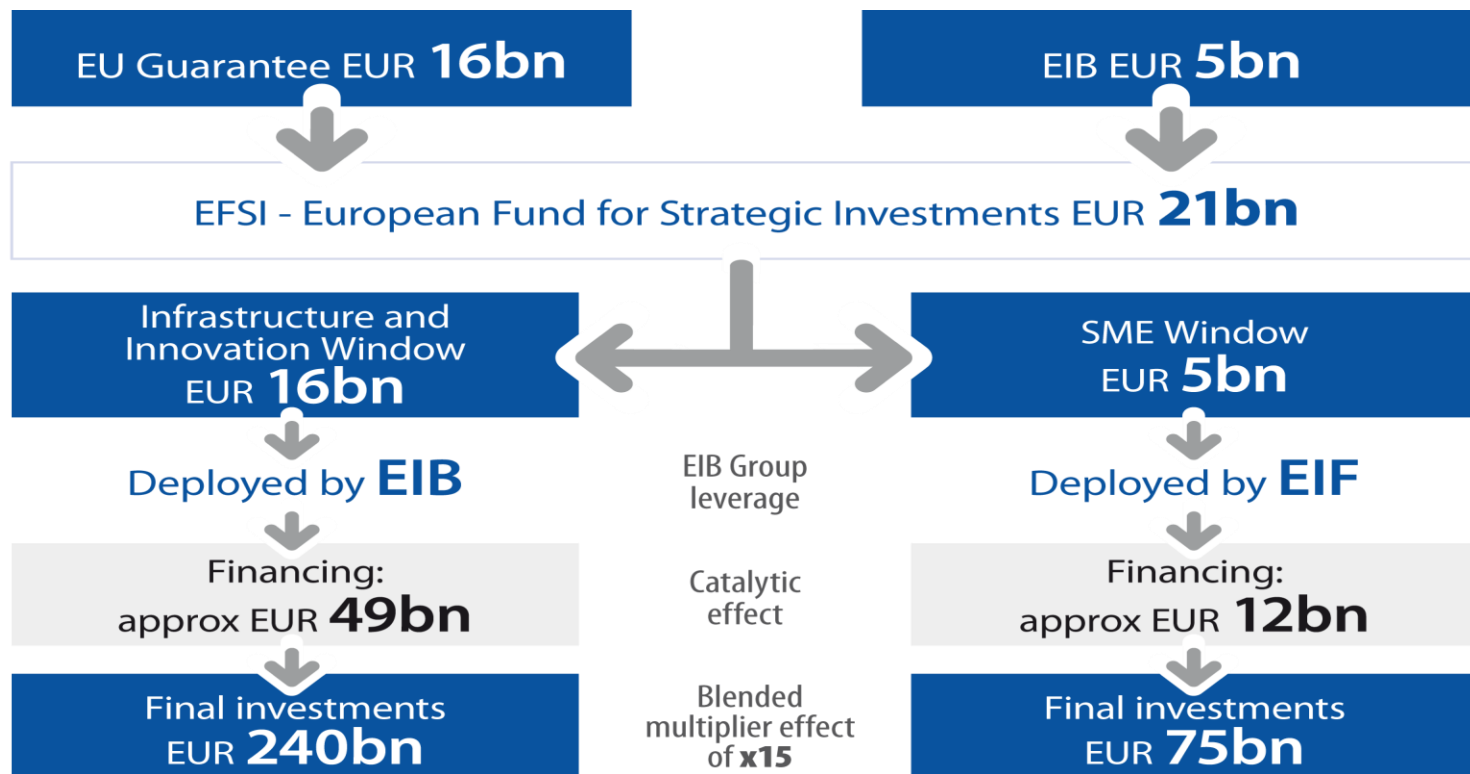 EU Guarantee EUR 16bn
EIB EUR 5bn
EFSI - European Fund for Strategic Investments EUR 21bn
Infrastructure and
Innovation Window
EUR 16bn
SME Window
EUR 5bn
Deployed by EIB
EIB Group
leverage
Deployed by EIF
Financing:
approx EUR 49bn
Catalytic
effect
Financing:
approx EUR 12bn
Final investments
EUR 240bn
Blended
multiplier effect
of x15
Final investments
EUR 75bn